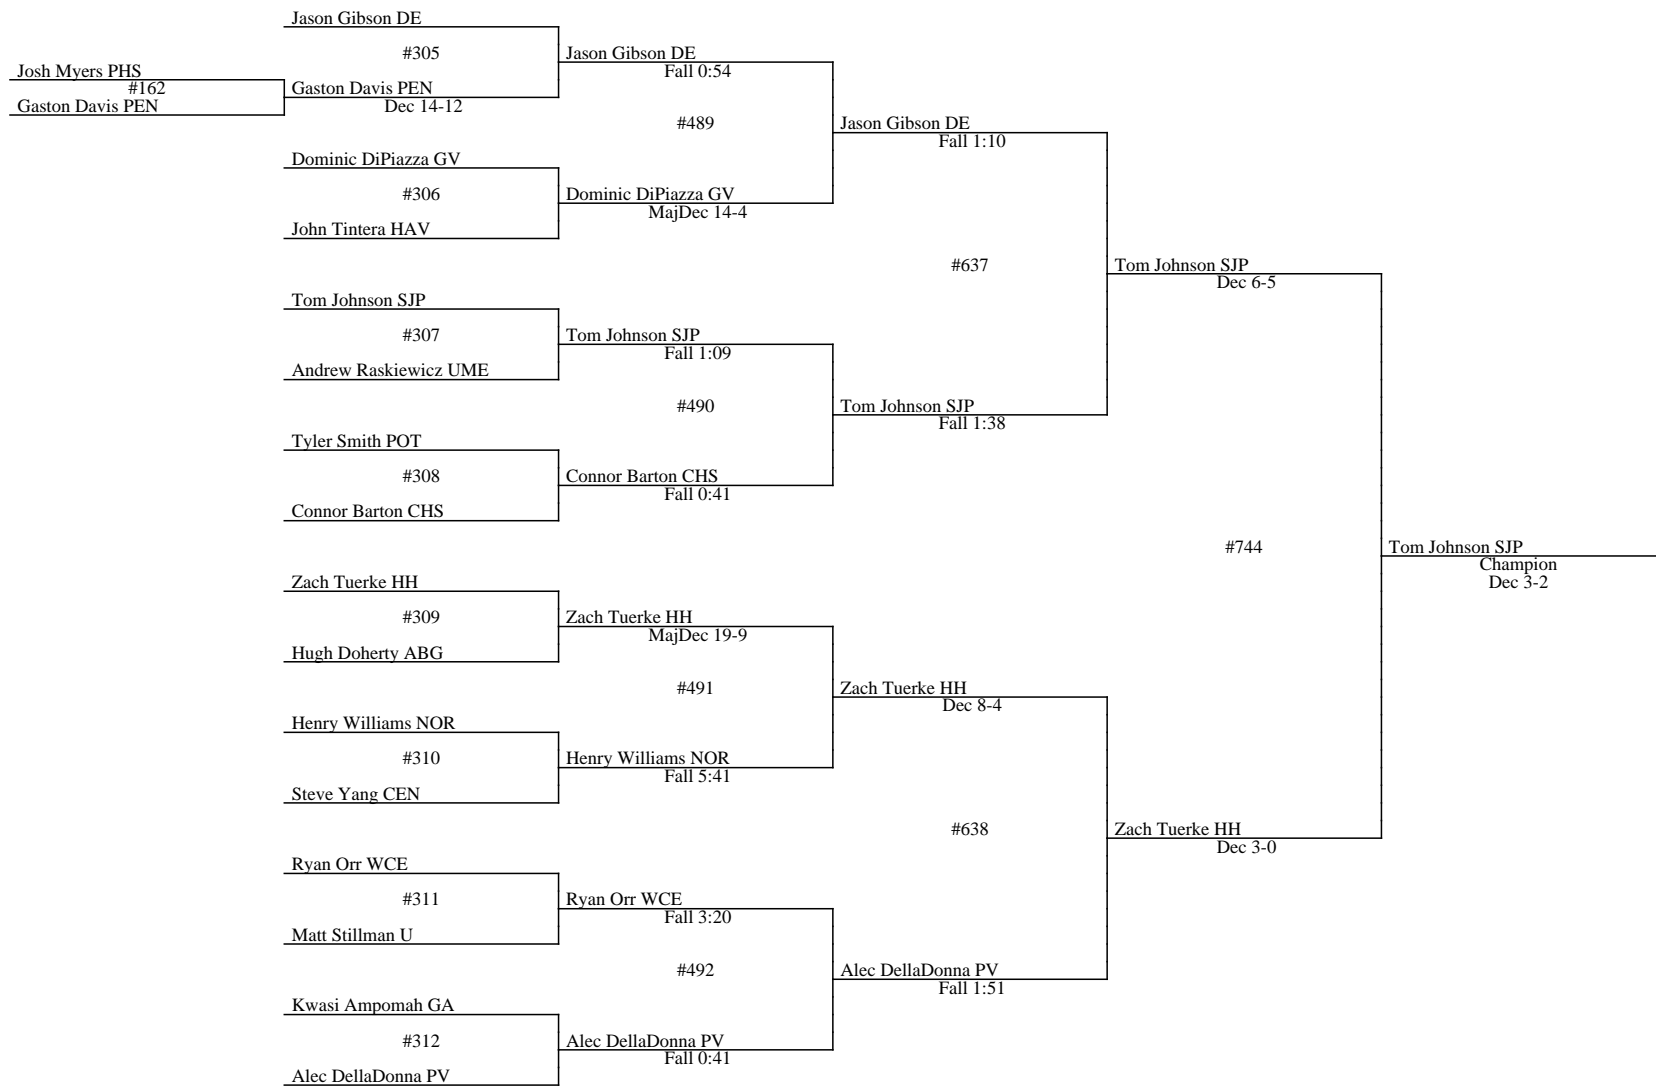 Jason Gibson DE
#305
Jason Gibson DE
Josh Myers PHS
Fall 0:54
#162
Gaston Davis PEN
Gaston Davis PEN
Dec 14-12
#489
Jason Gibson DE
Fall 1:10
Dominic DiPiazza GV
#306
Dominic DiPiazza GV
MajDec 14-4
John Tintera HAV
#637
Tom Johnson SJP
Dec 6-5
Tom Johnson SJP
#307
Tom Johnson SJP
Fall 1:09
Andrew Raskiewicz UME
#490
Tom Johnson SJP
Fall 1:38
Tyler Smith POT
#308
Connor Barton CHS
Fall 0:41
Connor Barton CHS
#744
Tom Johnson SJP
Champion
Dec 3-2
Zach Tuerke HH
#309
Zach Tuerke HH
MajDec 19-9
Hugh Doherty ABG
#491
Zach Tuerke HH
Dec 8-4
Henry Williams NOR
#310
Henry Williams NOR
Fall 5:41
Steve Yang CEN
#638
Zach Tuerke HH
Dec 3-0
Ryan Orr WCE
#311
Ryan Orr WCE
Fall 3:20
Matt Stillman U
#492
Alec DellaDonna PV
Fall 1:51
Kwasi Ampomah GA
#312
Alec DellaDonna PV
Fall 0:41
Alec DellaDonna PV